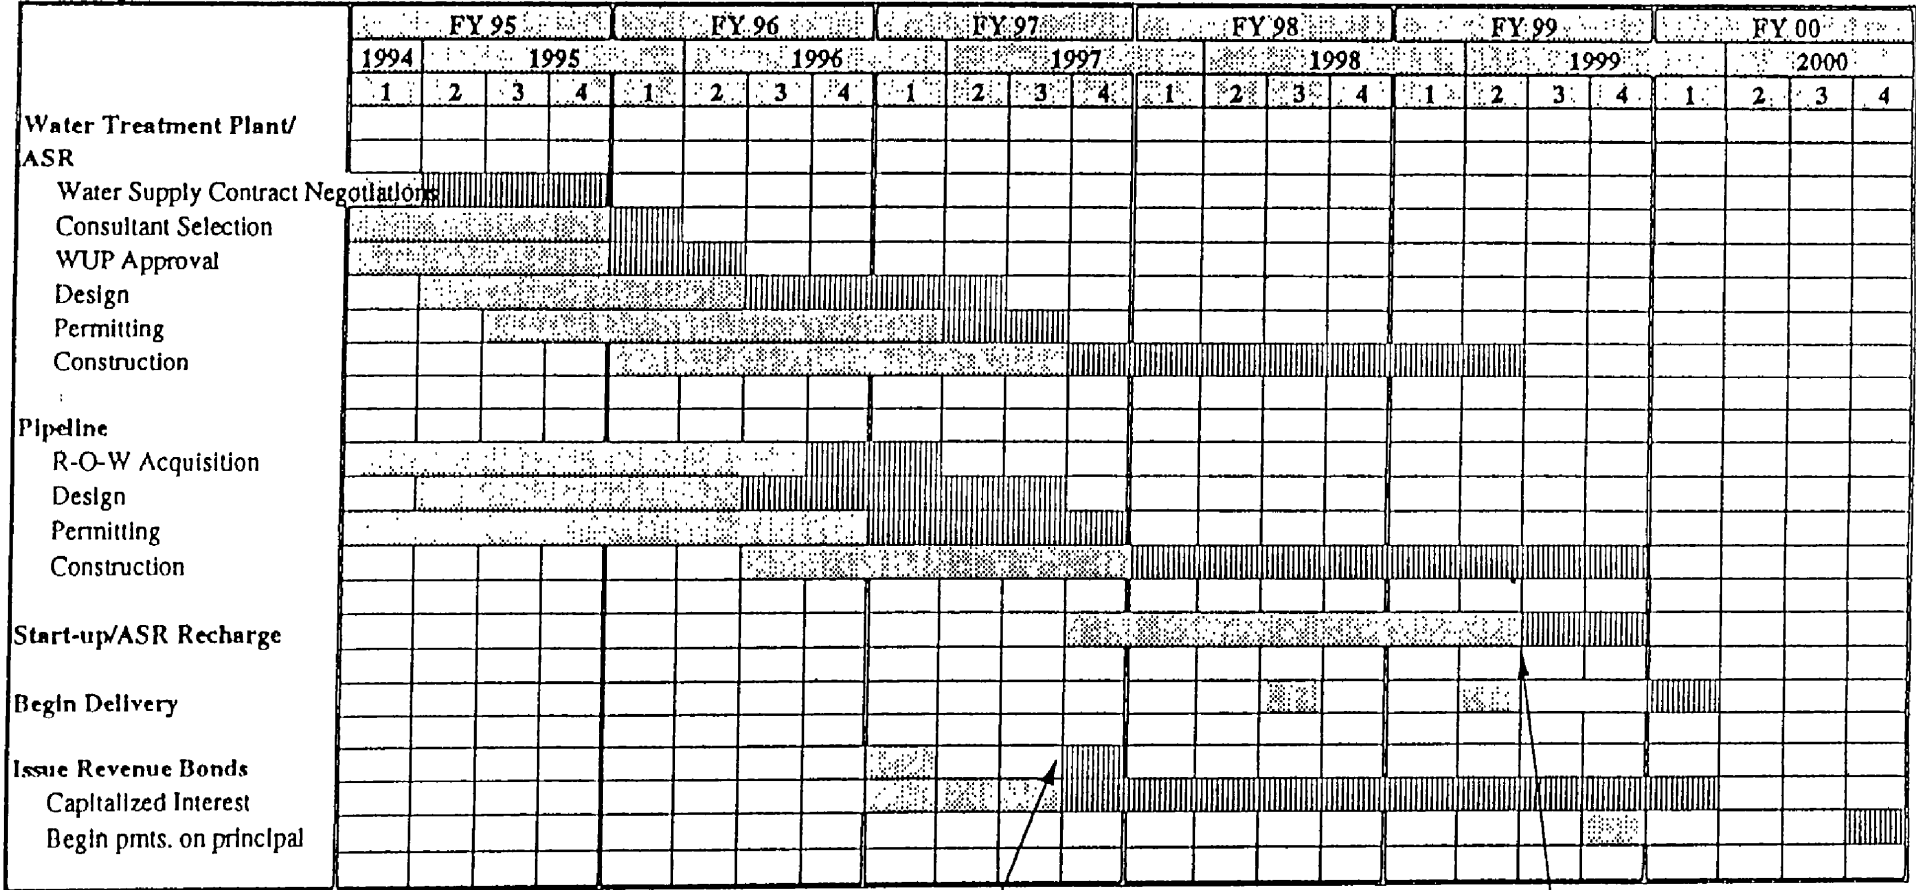 FY 95 FY 96 FY 97 FY 98 FY 99 FY 00
1994 1995 1996 1997 1998 1999 2000
1 2 3 4 1 2 3 4 1 2 3 4 1 2 3 4 1 2 3 4 1 2 3 4
Water Treatment Plant/
ASR
Water Supply Contract Negotiations
Consultant Selection
WUP Approval
Design
Permitting
Construction
Pipeline
R-O-W Acquisition
Design
Permitting
Construction
Start-up/ASR Recharge
Begin Delivery
Issue Revenue Bonds
Capitalized Interest
Begin pmts. on principal